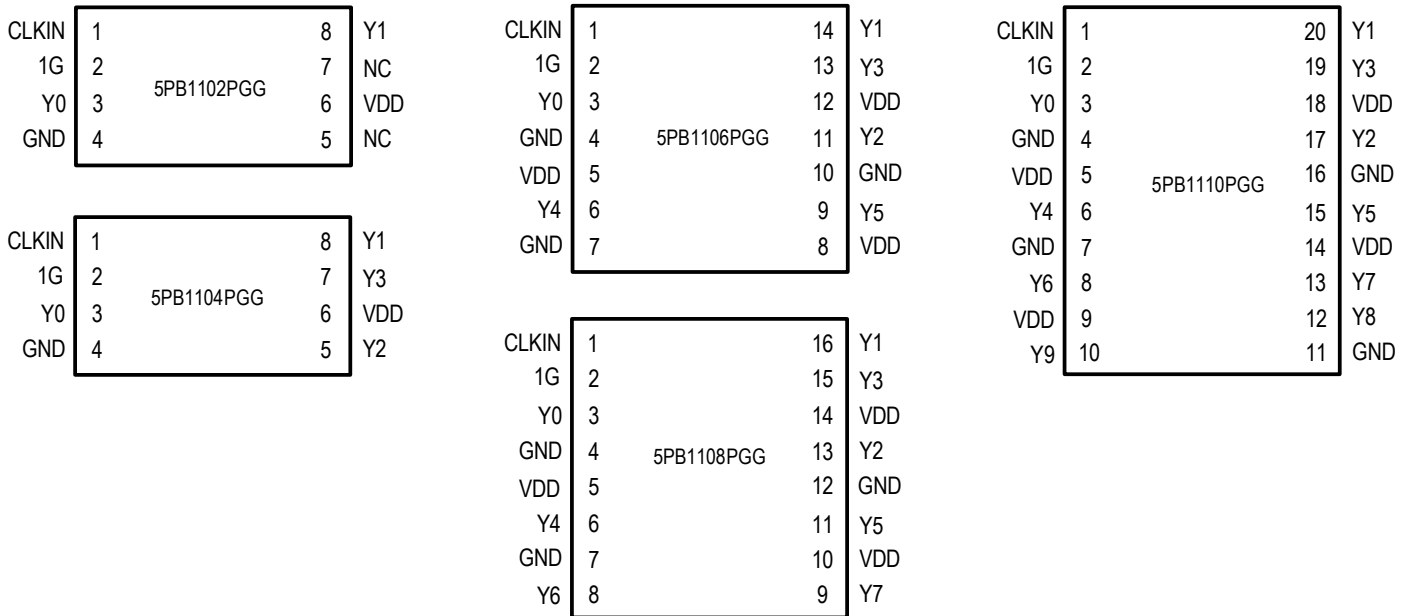 CLKIN 1 8 Y1
1G 2 7 NC
5PB1102PGG
Y0 3 6 VDD
GND 4 5 NC
CLKIN 1 8 Y1
1G 2 7 Y3
5PB1104PGG
Y0 3 6 VDD
GND 4 5 Y2
CLKIN 1 14 Y1
1G 2 13 Y3
Y0 3 12 VDD
GND 4 5PB1106PGG 11 Y2
VDD 5 10 GND
Y4 6 9 Y5
GND 7 8 VDD
CLKIN 1 16 Y1
1G 2 15 Y3
Y0 3 14 VDD
GND 4 5PB1108PGG 13 Y2
VDD 5 12 GND
Y4 6 11 Y5
GND 7 10 VDD
Y6 8 9 Y7
CLKIN 1 20 Y1
1G 2 19 Y3
Y0 3 18 VDD
GND 4 17 Y2
VDD 5 5PB1110PGG 16 GND
Y4 6 15 Y5
GND 7 14 VDD
Y6 8 13 Y7
VDD 9 12 Y8
Y9 10 11 GND